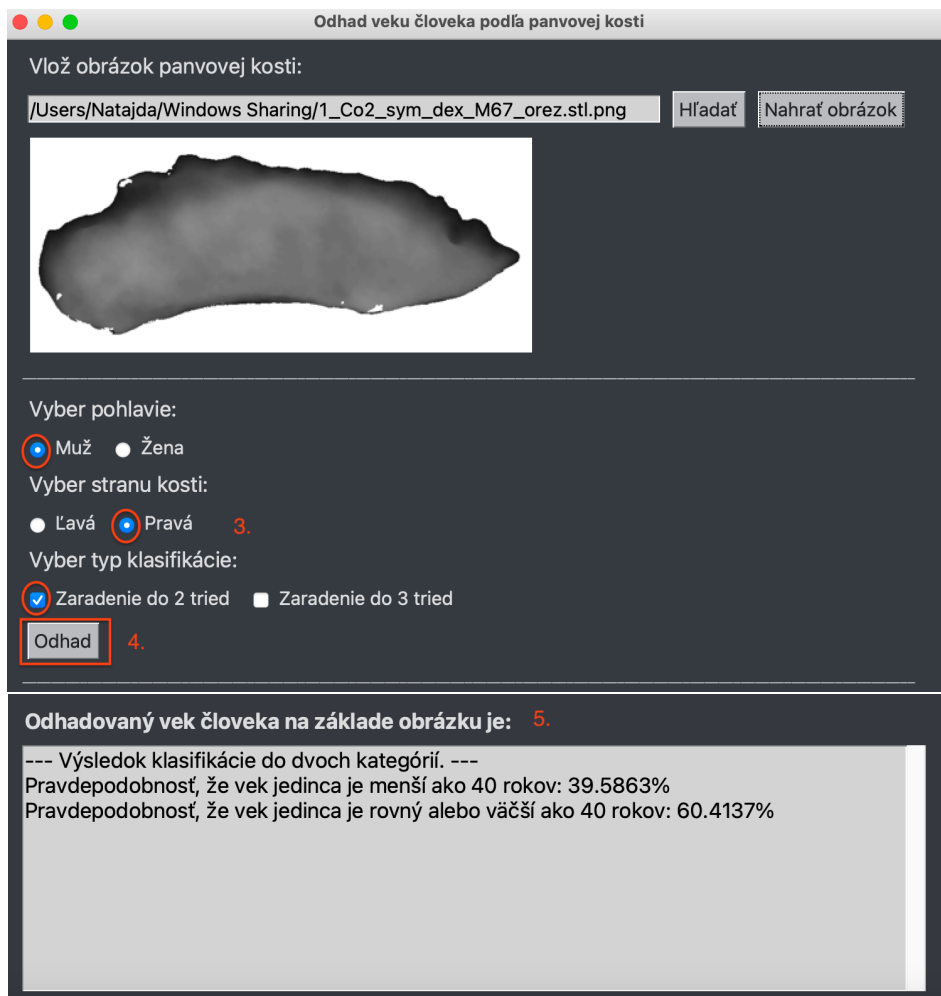 Odhad veku človeka podľa panvovej kosti
Vlož obrázok panvovej kosti:
/Users/Natajda/Windows Sharing/1_Co2_sym_dex_M67_orez.stl.png Hľadať Nahrať obrázok
Vyber pohlavie:
Muž Žena
Vyber stranu kosti:
Ľavá Pravá 3.
Vyber typ klasifikácie:
Zaradenie do 2 tried Zaradenie do 3 tried
Odhad 4.
Odhadovaný vek človeka na základe obrázku je: 5.
--- Výsledok klasifikácie do dvoch kategórií. ---
Pravdepodobnosť, že vek jedinca je menší ako 40 rokov: 39.5863%
Pravdepodobnosť, že vek jedinca je rovný alebo väčší ako 40 rokov: 60.4137%